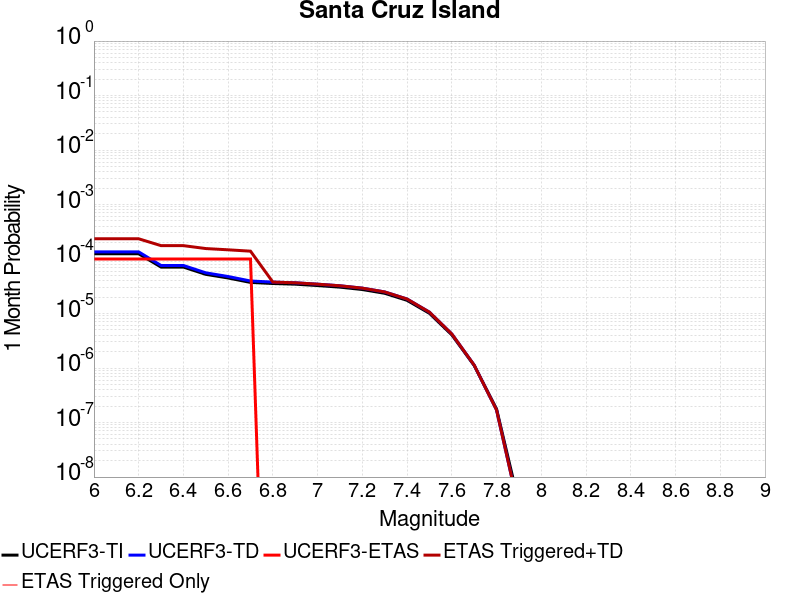 Santa Cruz Island
10^0
10^-1
10^-2
10^-3
10^-4
10^-5
10^-6
10^-7
10^-8
1 Month Probability
6 6.2 6.4 6.6 6.8 7 7.2 7.4 7.6 7.8 8 8.2 8.4 8.6 8.8 9
Magnitude
UCERF3-TI UCERF3-TD UCERF3-ETAS ETAS Triggered+TD
ETAS Triggered Only